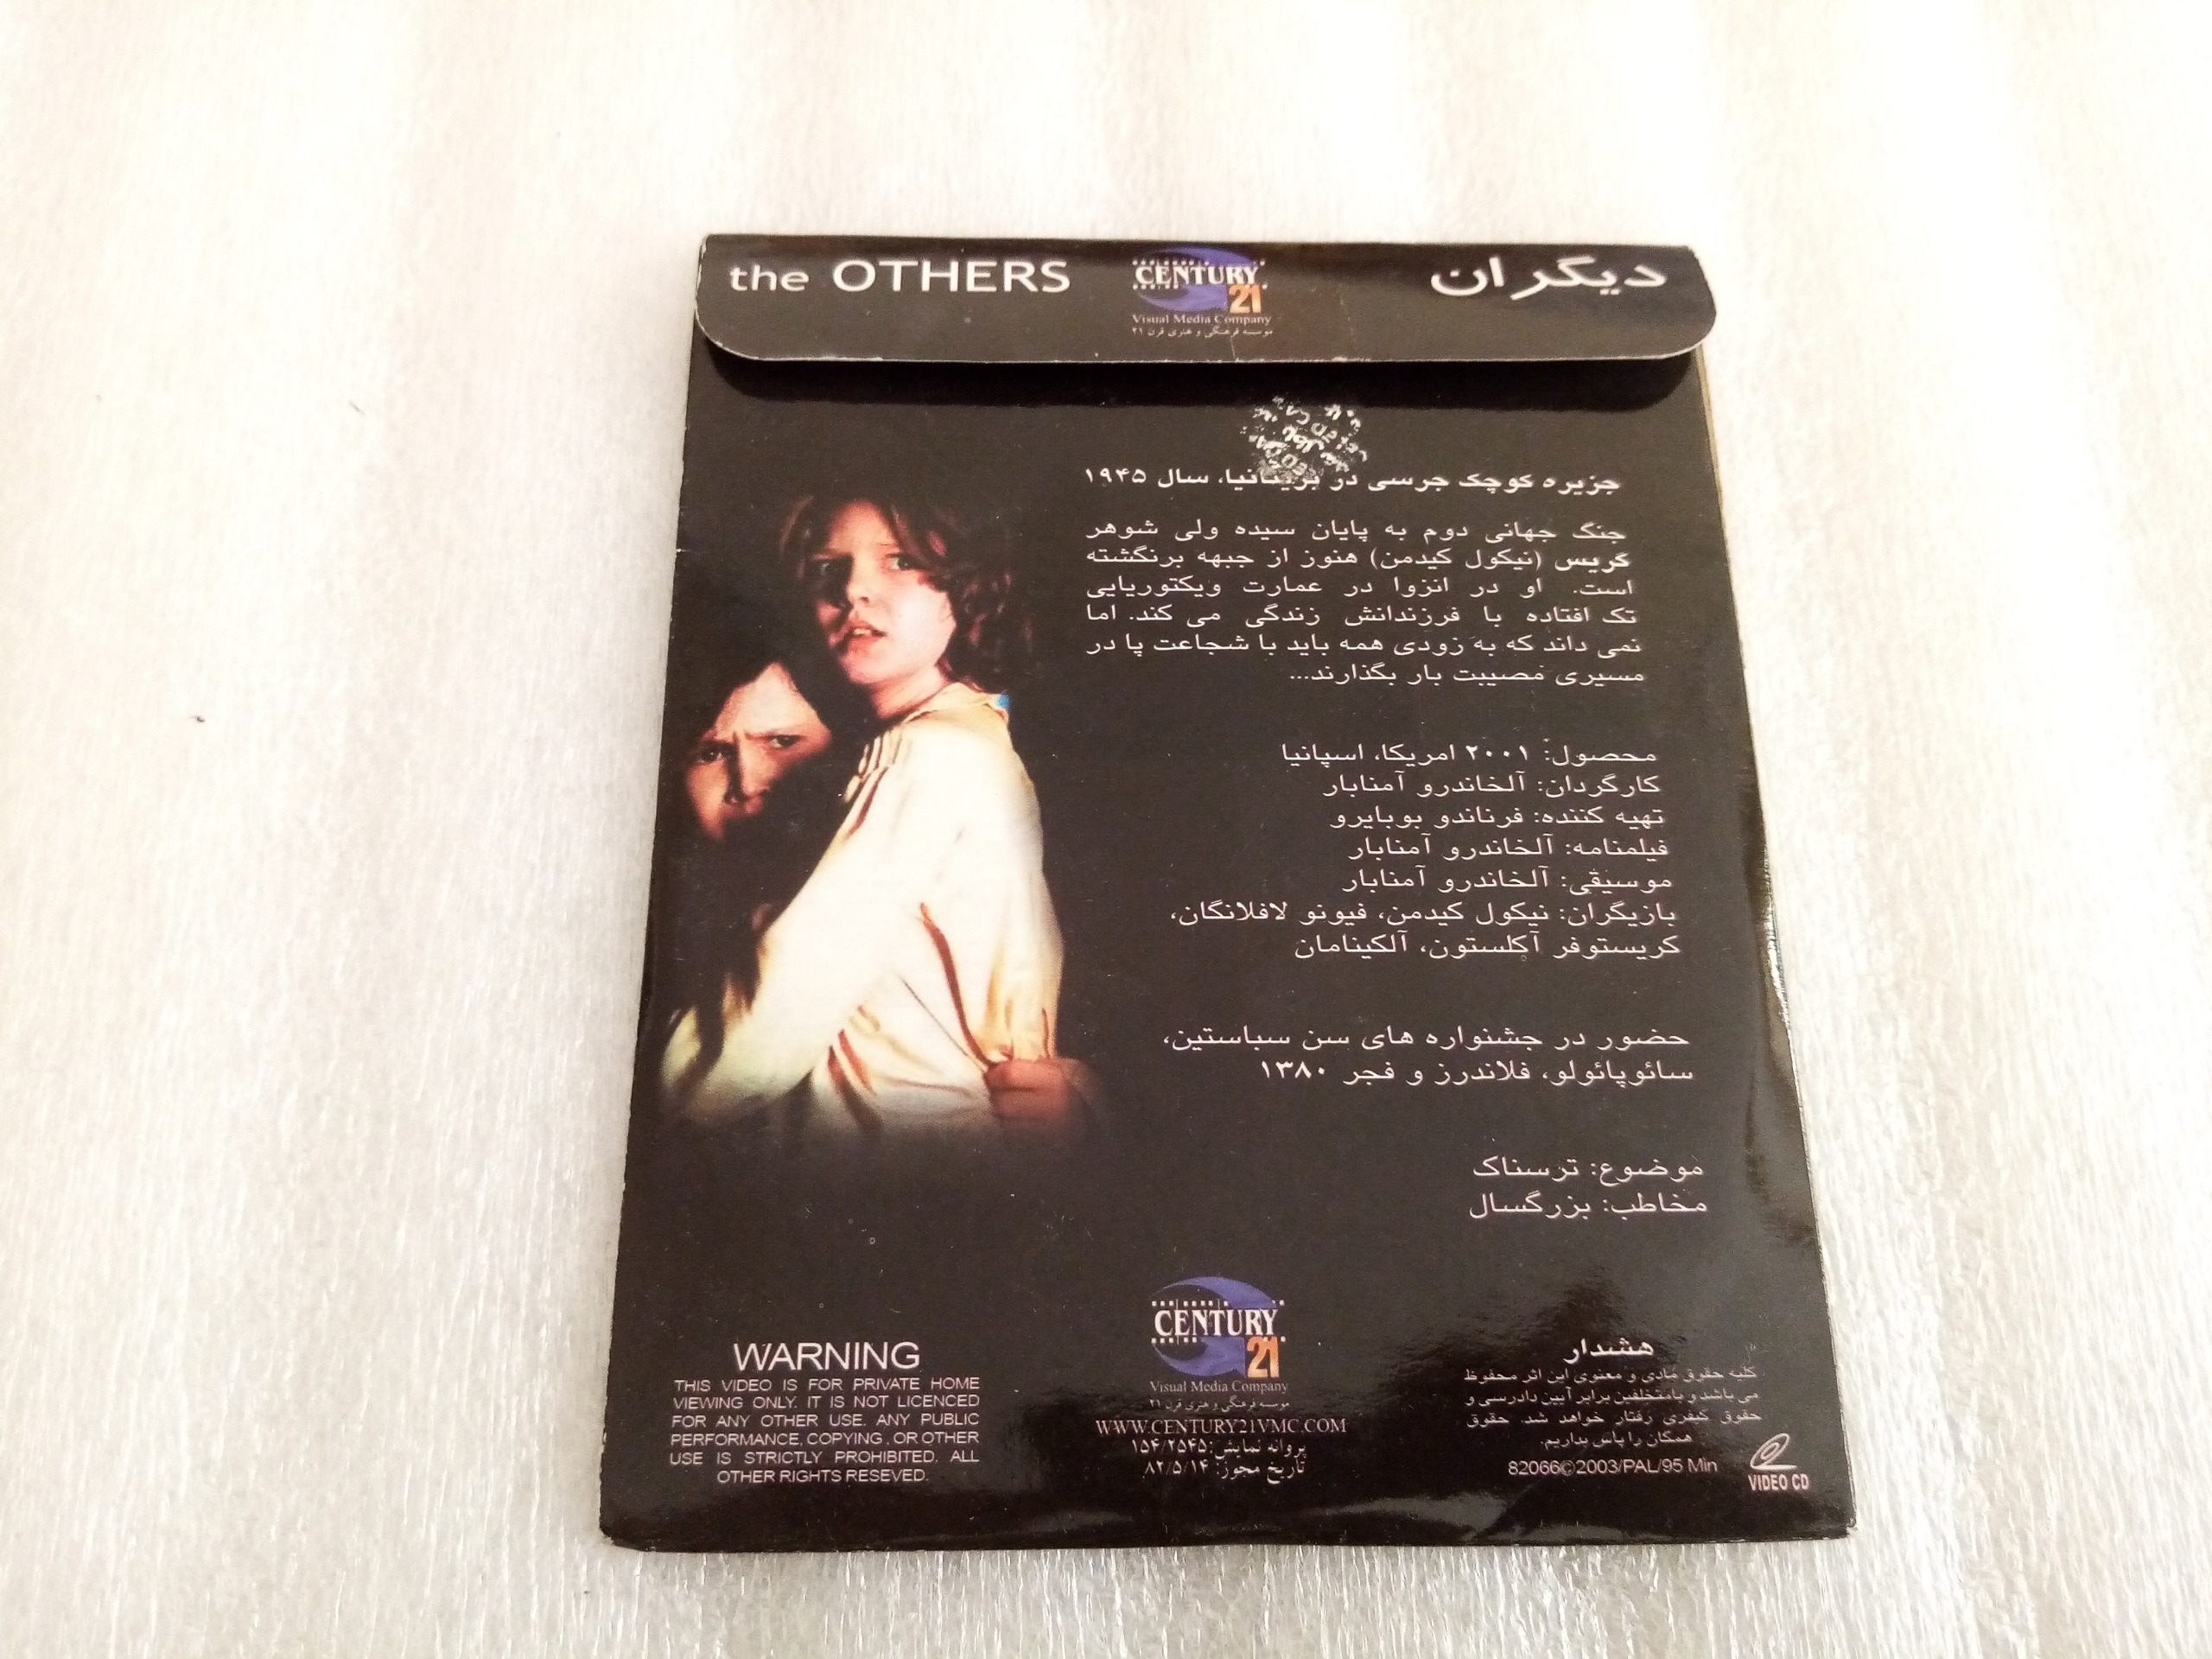 the OTHERS
CENTURY
21
Visual Media Company
موسسه فرهنگی و هنری قرن ۲۱
دیگران
جزیره کوچک جرسی در بریتانیا، سال ۱۹۴۵
جنگ جهانی دوم به پایان سیده ولی شوهر
گریس (نیکول کیدمن) هنوز از جبهه برنگشته
است. او در انزوا در عمارت ویکتوریایی
تک افتاده با فرزندانش زندگی می کند. اما
نمی داند که به زودی همه باید با شجاعت پا در
مسیری مصیبت بار بگذارند...
محصول: ۲۰۰۱ امریکا، اسپانیا
کارگردان: آلخاندرو آمنابار
تهیه کننده: فرناندو بوبایرو
فیلمنامه: آلخاندرو آمنابار
موسیقی: آلخاندرو آمنابار
بازیگران: نیکول کیدمن، فیونو لافلانگان،
کریستوفر آکلستون، آلکینامان
حضور در جشنواره های سن سباستین،
سائوپائولو، فلاندرز و فجر ۱۳۸۰
موضوع: ترسناک
مخاطب: بزرگسال
WARNING
THIS VIDEO IS FOR PRIVATE HOME
VIEWING ONLY. IT IS NOT LICENCED
FOR ANY OTHER USE. ANY PUBLIC
PERFORMANCE, COPYING , OR OTHER
USE IS STRICTLY PROHIBITED. ALL
OTHER RIGHTS RESEVED.
CENTURY
21
Visual Media Company
موسسه فرهنگی و هنری قرن ۲۱
WWW.CENTURY21VMC.COM
پروانه نمایش: ۱۵۴/۲۵۴۵
تاریخ مجوز: ۸۲/۵/۱۴
هشدار
کلیه حقوق مادی و معنوی این اثر محفوظ
می باشد و بامتخلفین برابر آیین دادرسی و
حقوق کیفری رفتار خواهد شد. حقوق
همگان را پاس بداریم.
82066©2003/PAL/95 Min
VIDEO CD